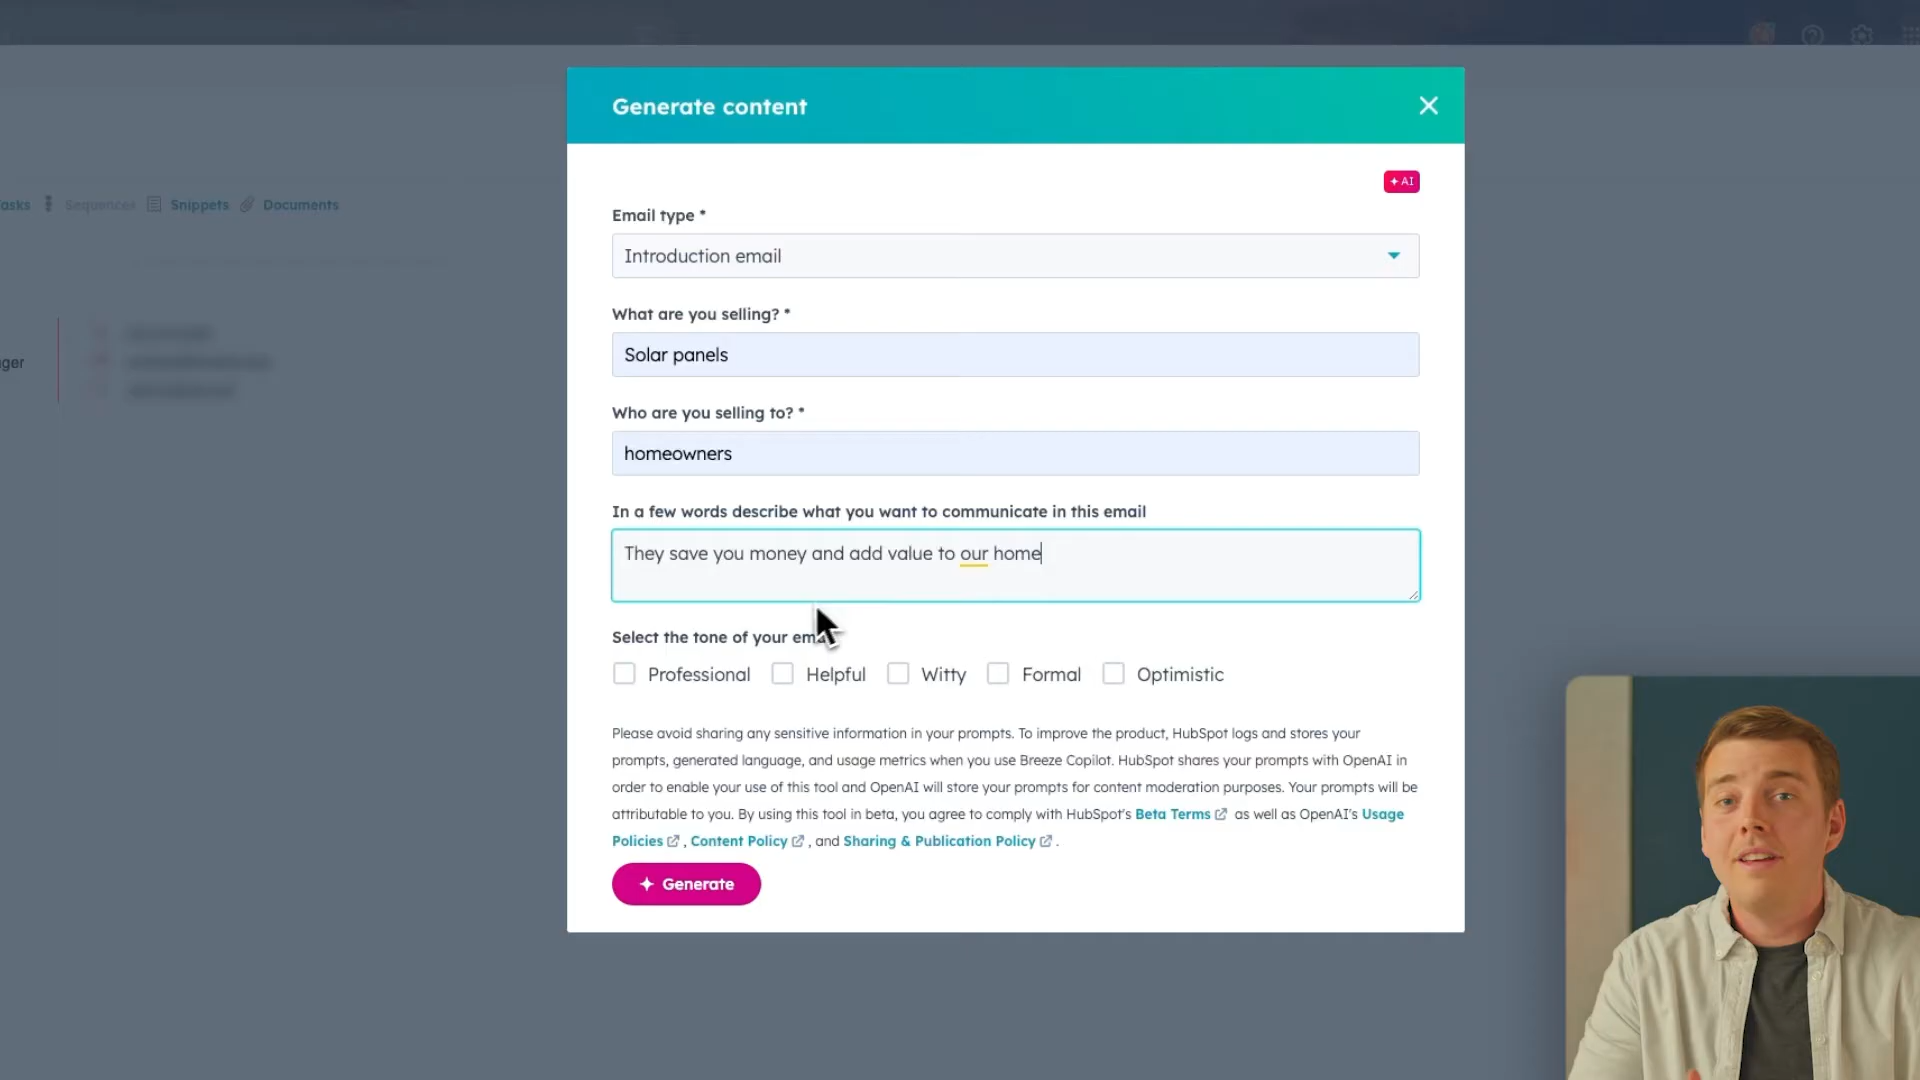 Generate content
AI
Email type *
Introduction email
What are you selling? *
Solar panels
Who are you selling to? *
homeowners
In a few words describe what you want to communicate in this email
They save you money and add value to our home
Select the tone of your ema
Professional Helpful Witty Formal Optimistic
Please avoid sharing any sensitive information in your prompts. To improve the product, HubSpot logs and stores your
prompts, generated language, and usage metrics when you use Breeze Copilot. HubSpot shares your prompts with OpenAI in
order to enable your use of this tool and OpenAI will store your prompts for content moderation purposes. Your prompts will be
attributable to you. By using this tool in beta, you agree to comply with HubSpot's Beta Terms as well as OpenAI's Usage
Policies , Content Policy , and Sharing & Publication Policy .
Generate
asks Sequences Snippets Documents
ger